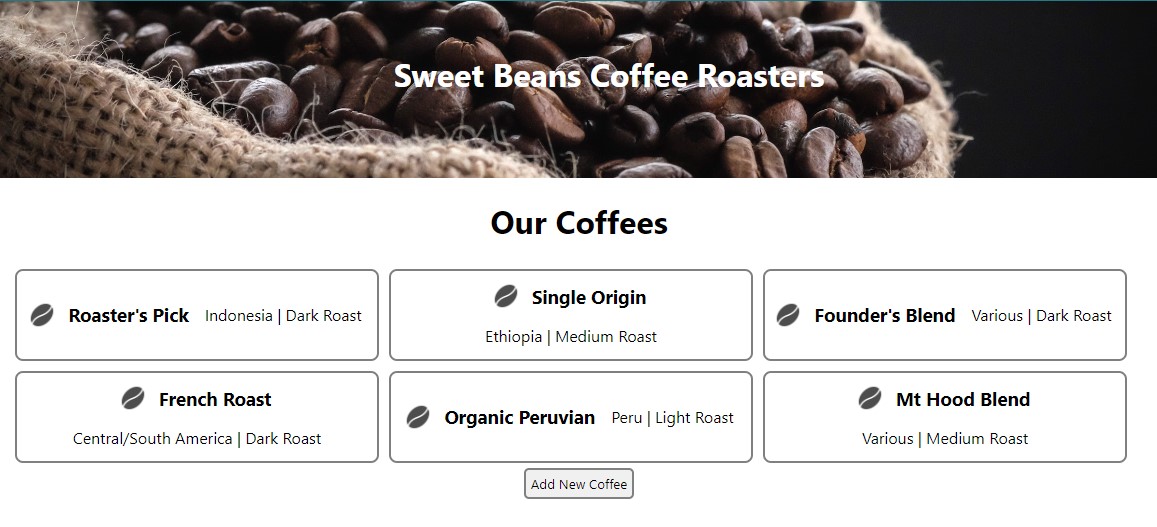 Sweet Beans Coffee Roasters
Our Coffees
Roaster's Pick Indonesia | Dark Roast
Single Origin
Ethiopia | Medium Roast
Founder's Blend Various | Dark Roast
French Roast
Central/South America | Dark Roast
Organic Peruvian Peru | Light Roast
Mt Hood Blend
Various | Medium Roast
Add New Coffee